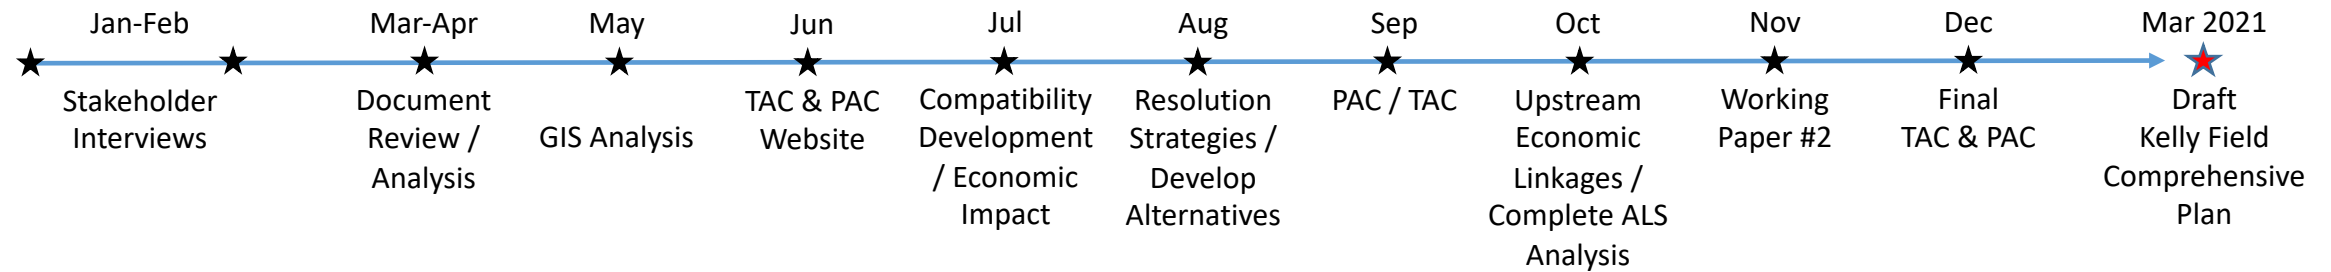 Jan-Feb
Stakeholder
Interviews
Mar-Apr
Document
Review /
Analysis
May
GIS Analysis
Jun
TAC & PAC
Website
Jul
Compatibility
Development
/ Economic
Impact
Aug
Resolution
Strategies /
Develop
Alternatives
Sep
PAC / TAC
Oct
Upstream
Economic
Linkages /
Complete ALS
Analysis
Nov
Working
Paper #2
Dec
Final
TAC & PAC
Mar 2021
Draft
Kelly Field
Comprehensive
Plan